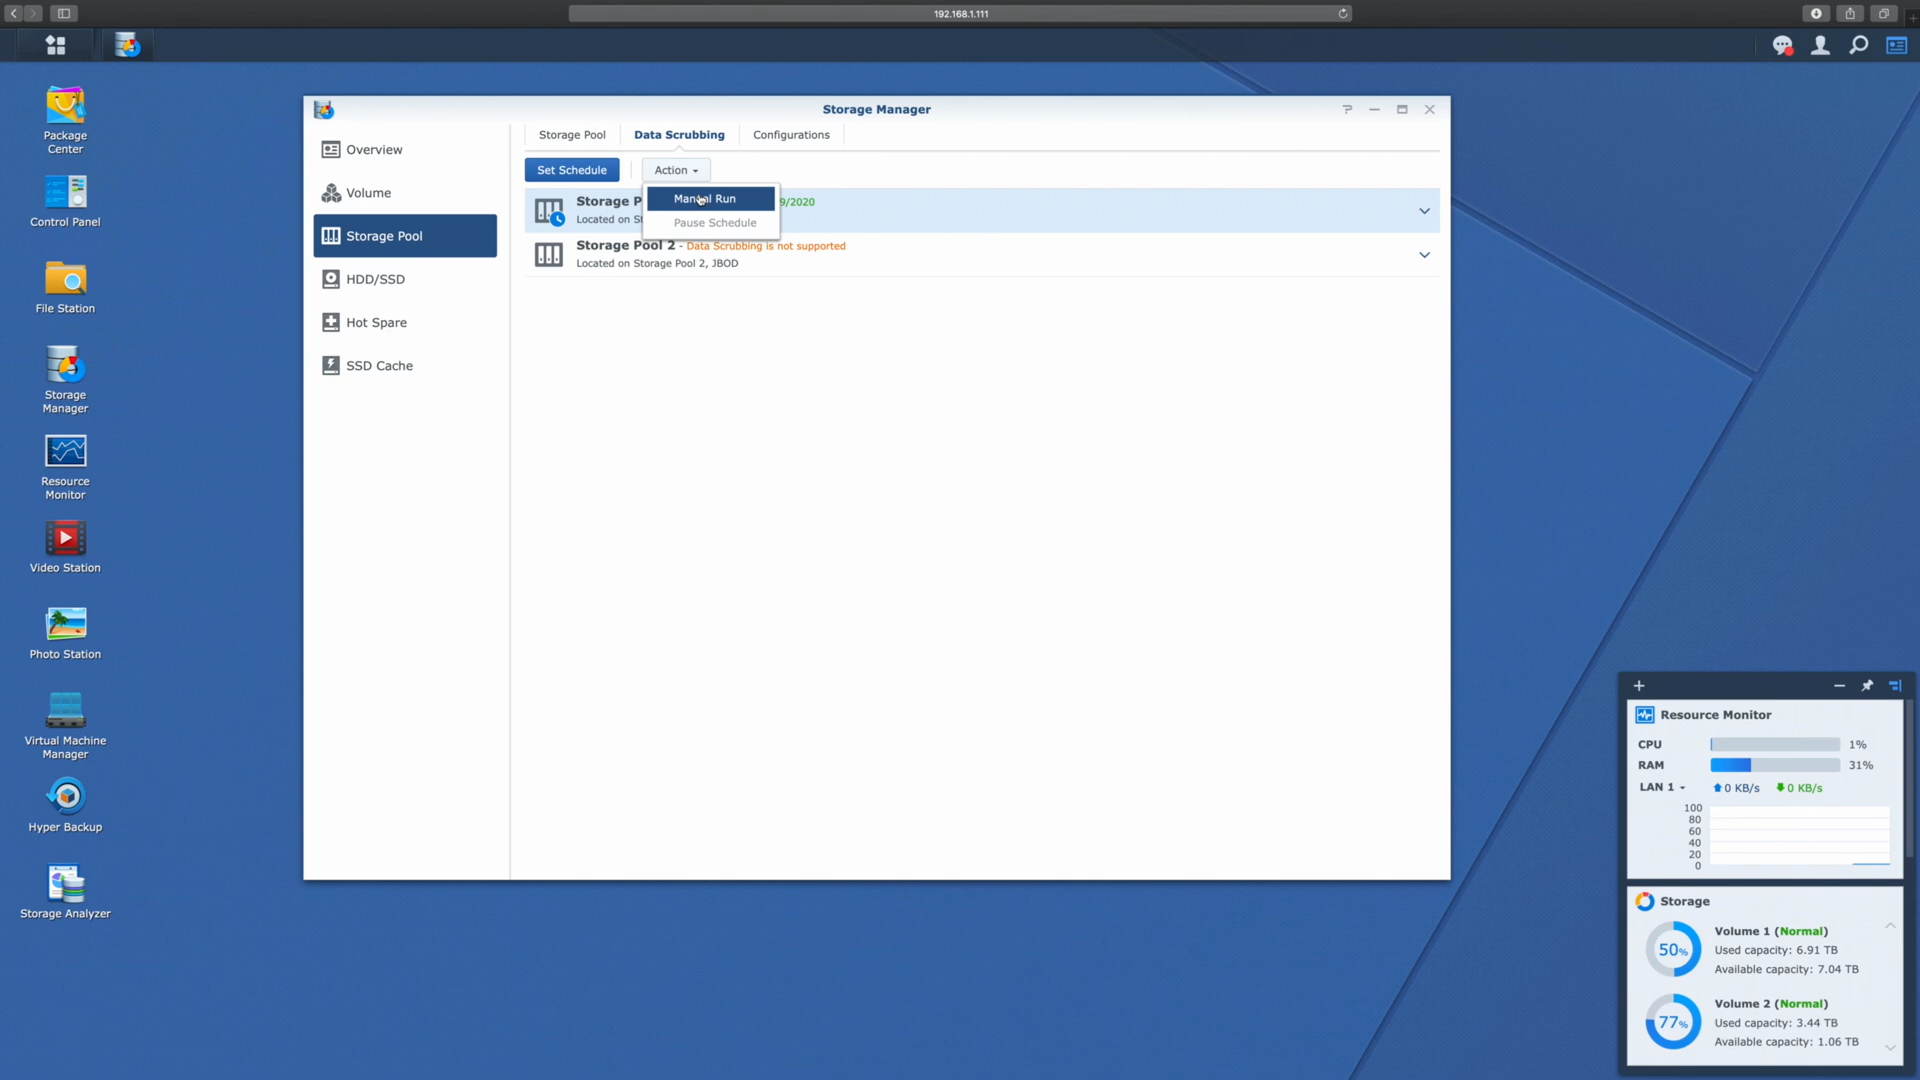 192.168.1.111
Package
Center
Control Panel
File Station
Storage
Manager
Resource
Monitor
Video Station
Photo Station
Virtual Machine
Manager
Hyper Backup
Storage Analyzer
Storage Manager
?
Overview
Volume
Storage Pool
HDD/SSD
Hot Spare
SSD Cache
Storage Pool
Data Scrubbing
Configurations
Set Schedule
Action
Manual Run
Pause Schedule
Storage P
9/2020
Located on St
Storage Pool 2 - Data Scrubbing is not supported
Located on Storage Pool 2, JBOD
Resource Monitor
CPU 1%
RAM 31%
LAN 1 0 KB/s 0 KB/s
100
80
60
40
20
0
Storage
50%
Volume 1 (Normal)
Used capacity: 6.91 TB
Available capacity: 7.04 TB
77%
Volume 2 (Normal)
Used capacity: 3.44 TB
Available capacity: 1.06 TB